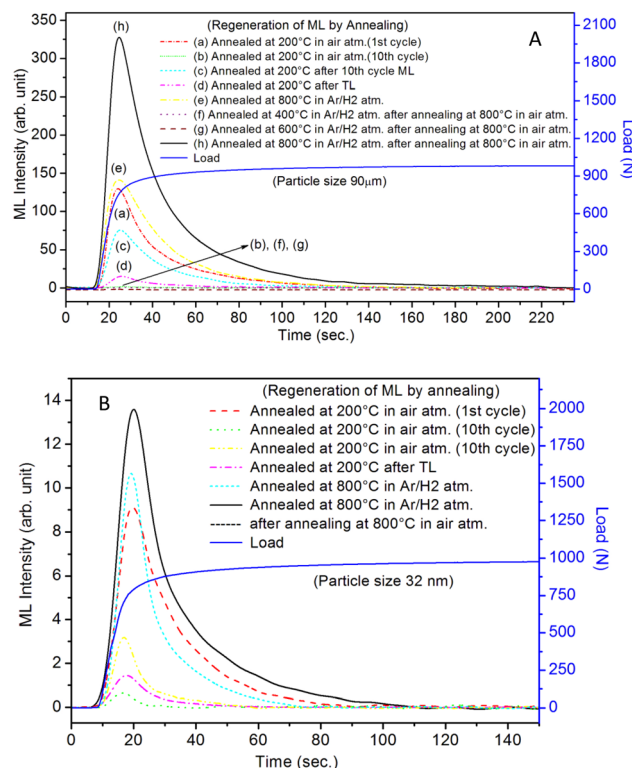 A
(Regeneration of ML by Annealing)
(a) Annealed at 200°C in air atm.(1st cycle)
(b) Annealed at 200°C in air atm.(10th cycle)
(c) Annealed at 200°C after 10th cycle ML
(d) Annealed at 200°C after TL
(e) Annealed at 800°C in Ar/H2 atm.
(f) Annealed at 400°C in Ar/H2 atm. after annealing at 800°C in air atm.
(g) Annealed at 600°C in Ar/H2 atm. after annealing at 800°C in air atm.
(h) Annealed at 800°C in Ar/H2 atm. after annealing at 800°C in air atm.
Load
(Particle size 90μm)
(h)
(e)
(a)
(c)
(d)
(b), (f), (g)
ML Intensity (arb. unit)
350
300
250
200
150
100
50
0
Load (N)
2100
1800
1500
1200
900
600
300
0
0 20 40 60 80 100 120 140 160 180 200 220
Time (sec.)
B
(Regeneration of ML by annealing)
Annealed at 200°C in air atm. (1st cycle)
Annealed at 200°C in air atm. (10th cycle)
Annealed at 200°C in air atm. (10th cycle)
Annealed at 200°C after TL
Annealed at 800°C in Ar/H2 atm.
Annealed at 800°C in Ar/H2 atm.
after annealing at 800°C in air atm.
Load
(Particle size 32 nm)
ML Intensity (arb. unit)
14
12
10
8
6
4
2
0
Load (N)
2000
1750
1500
1250
1000
750
500
250
0
0 20 40 60 80 100 120 140
Time (sec.)